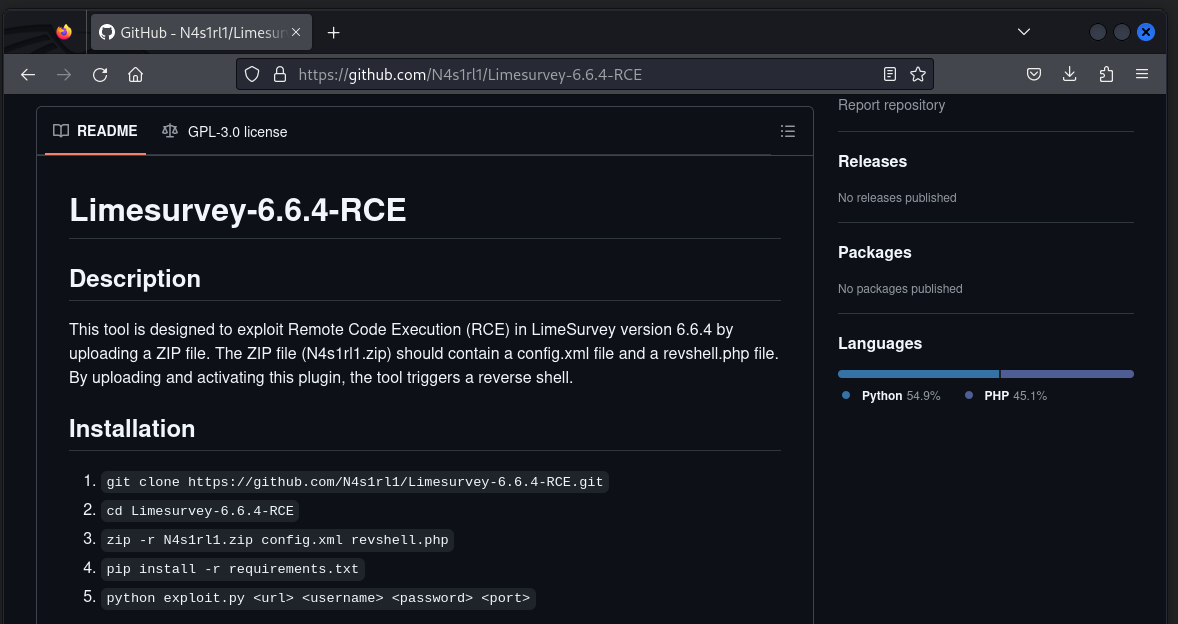 GitHub - N4s1rl1/Limesur
https://github.com/N4s1rl1/Limesurvey-6.6.4-RCE
README
GPL-3.0 license
Limesurvey-6.6.4-RCE
Description
This tool is designed to exploit Remote Code Execution (RCE) in LimeSurvey version 6.6.4 by
uploading a ZIP file. The ZIP file (N4s1rl1.zip) should contain a config.xml file and a revshell.php file.
By uploading and activating this plugin, the tool triggers a reverse shell.
Installation
1. git clone https://github.com/N4s1rl1/Limesurvey-6.6.4-RCE.git
2. cd Limesurvey-6.6.4-RCE
3. zip -r N4s1rl1.zip config.xml revshell.php
4. pip install -r requirements.txt
5. python exploit.py <url> <username> <password> <port>
Report repository
Releases
No releases published
Packages
No packages published
Languages
Python 54.9%
PHP 45.1%